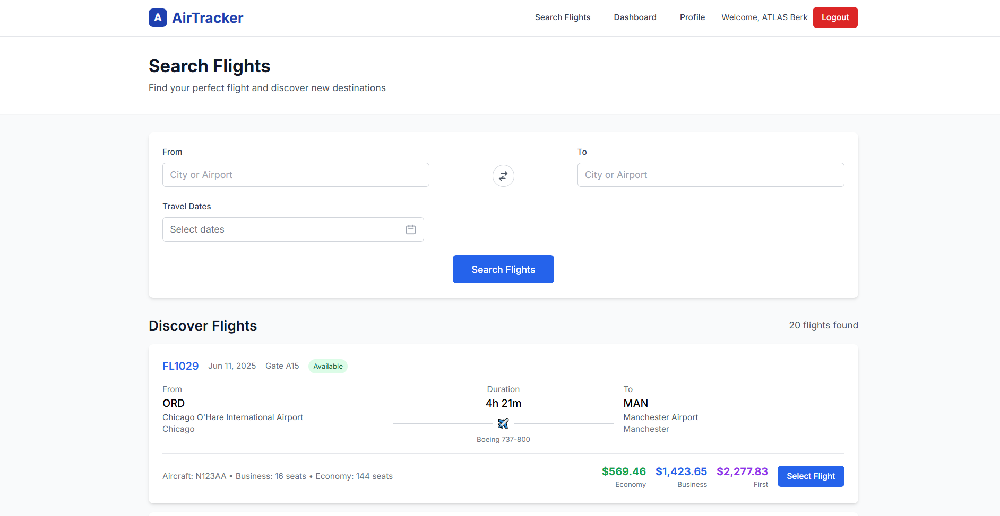 A AirTracker
Search Flights Dashboard Profile Welcome, ATLAS Berk Logout
Search Flights
Find your perfect flight and discover new destinations
From To
City or Airport City or Airport
Travel Dates
Select dates
Search Flights
Discover Flights 20 flights found
FL1029 Jun 11, 2025 Gate A15 Available
From Duration To
ORD 4h 21m MAN
Chicago O'Hare International Airport Manchester Airport
Chicago Manchester
Boeing 737-800
Aircraft: N123AA • Business: 16 seats • Economy: 144 seats
$569.46 $1,423.65 $2,277.83 Select Flight
Economy Business First